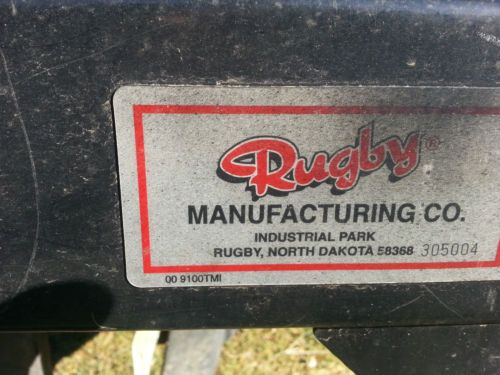 Rugby®
MANUFACTURING CO.
INDUSTRIAL PARK
RUGBY, NORTH DAKOTA 58368 305004
00 9100TMI